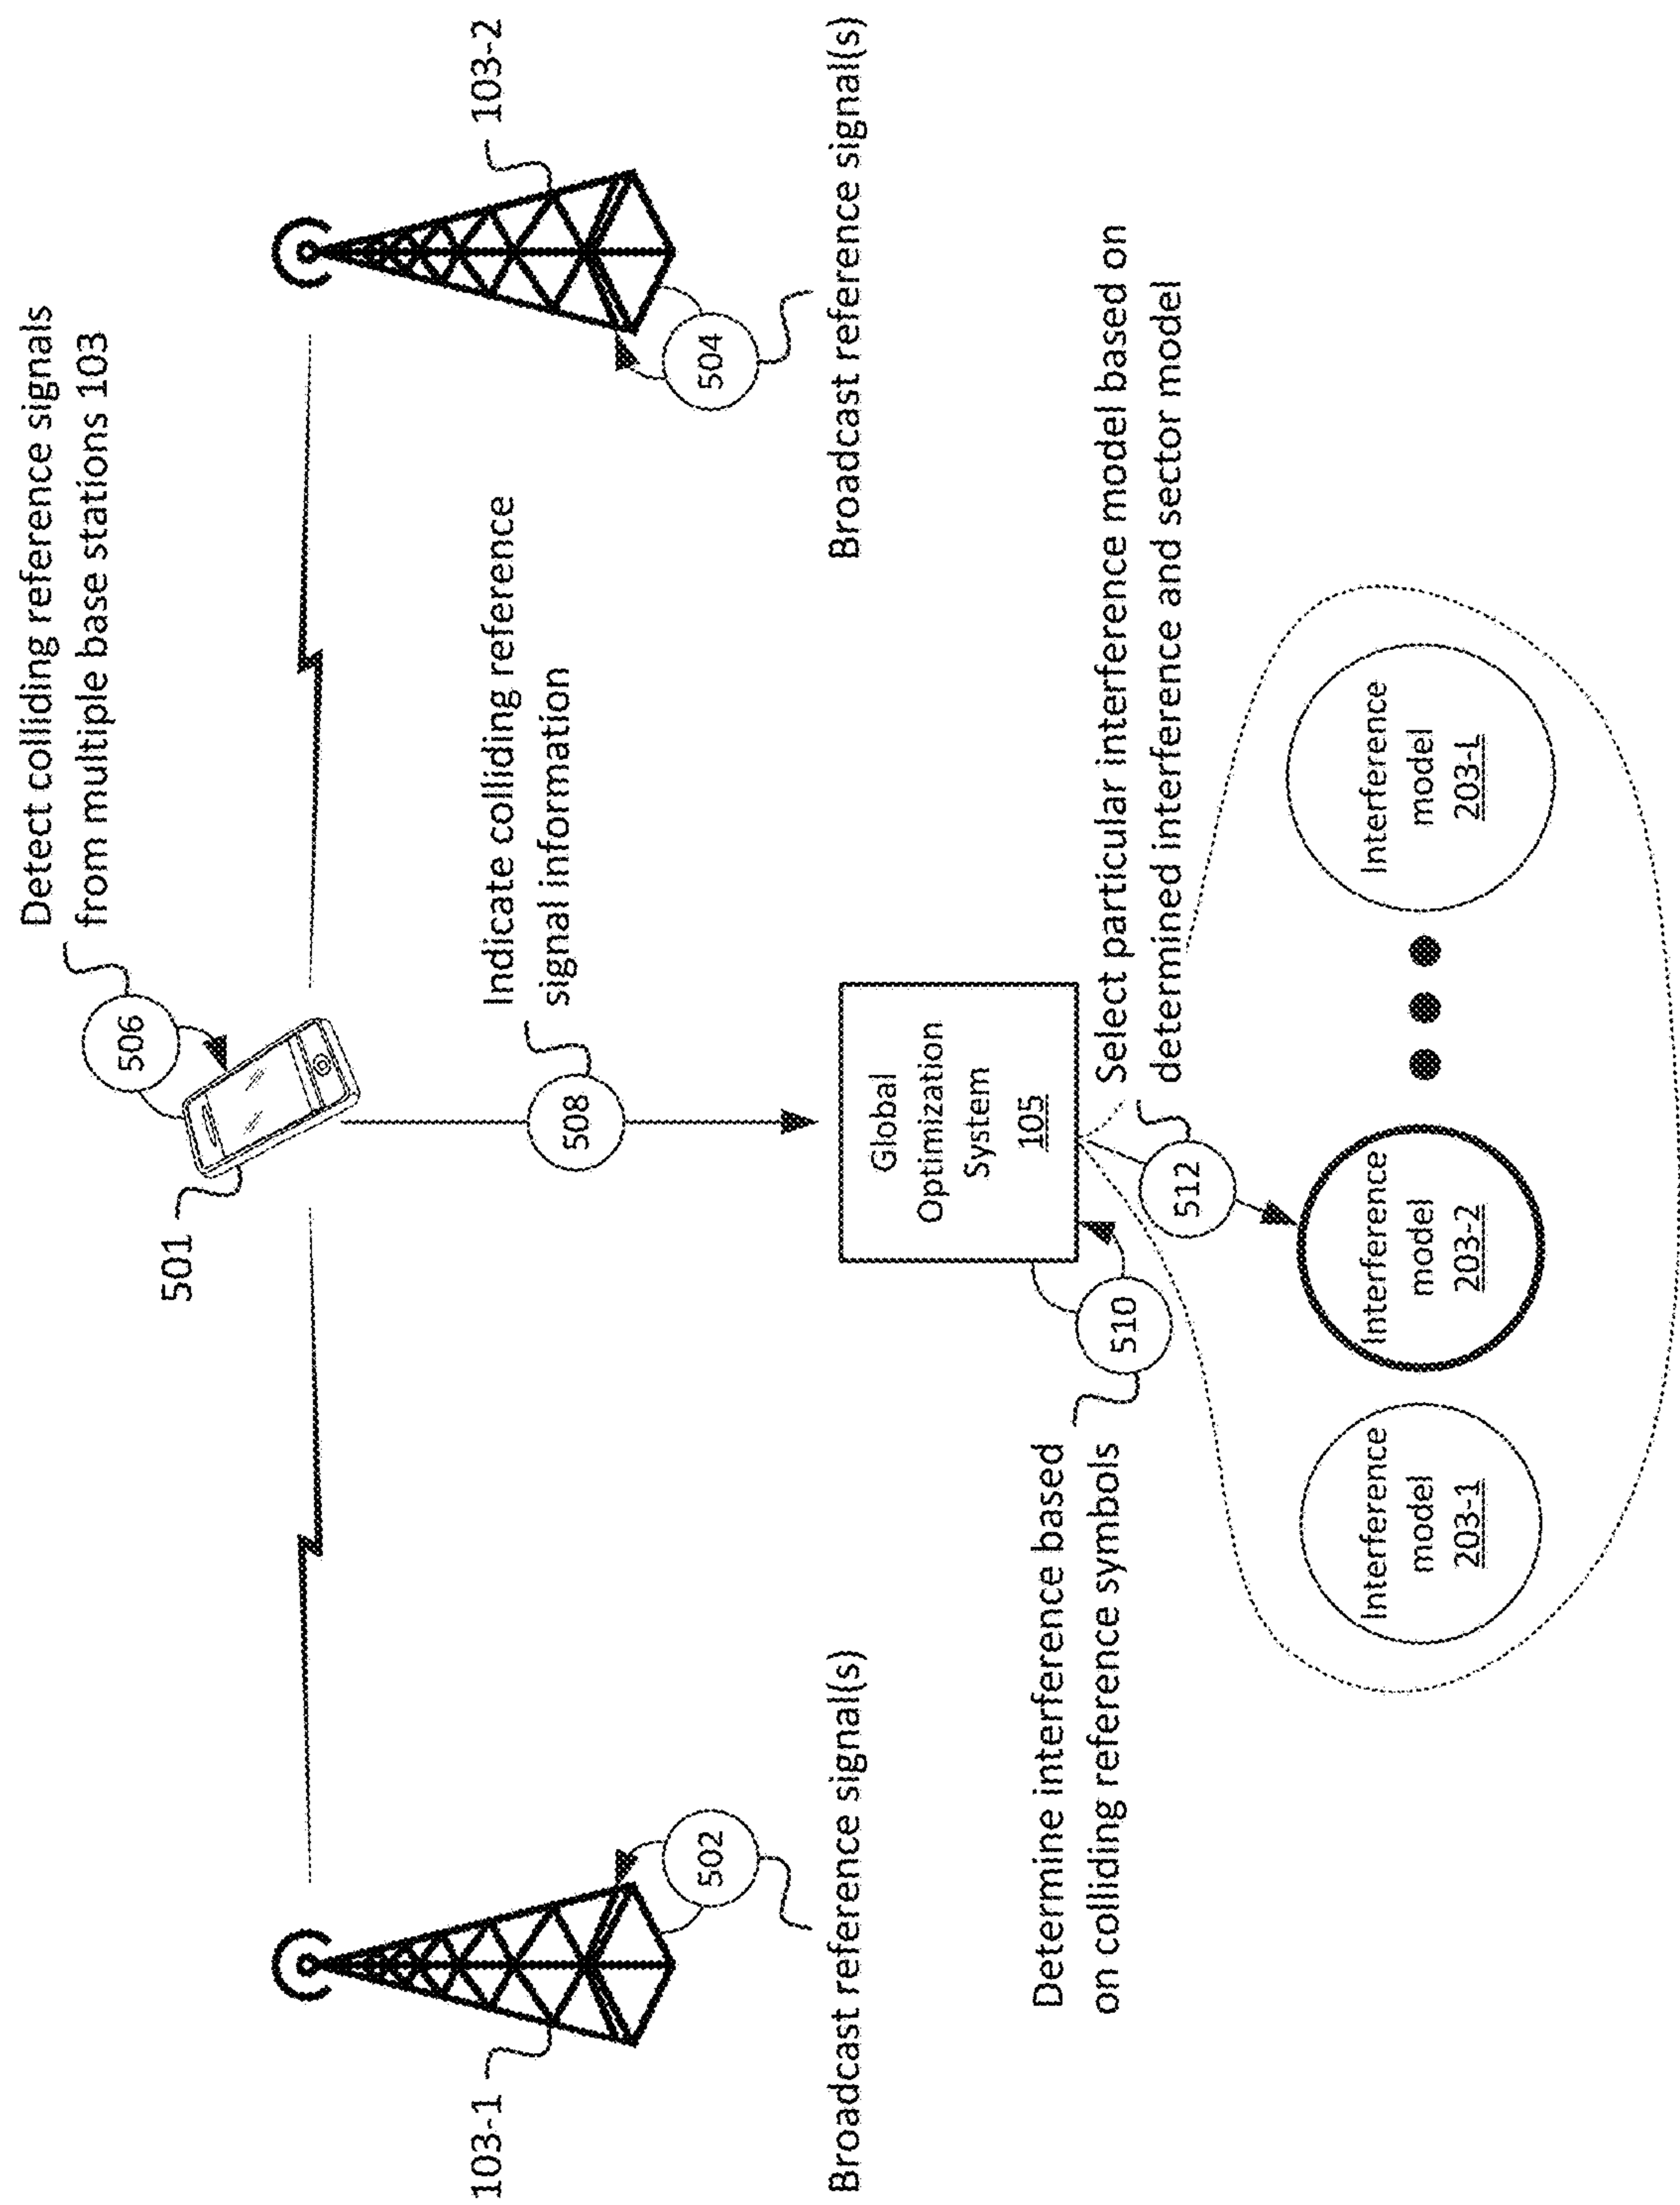 Detect colliding reference signals
from multiple base stations 103
506
501
103-1
103-2
Indicate colliding reference
signal information
508
502
504
Broadcast reference signal(s)
Broadcast reference signal(s)
Global
Optimization
System
105
Determine interference based
on colliding reference symbols
510
Select particular interference model based on
determined interference and sector model
512
Interference
model
203-1
Interference
model
203-2
Interference
model
203-L